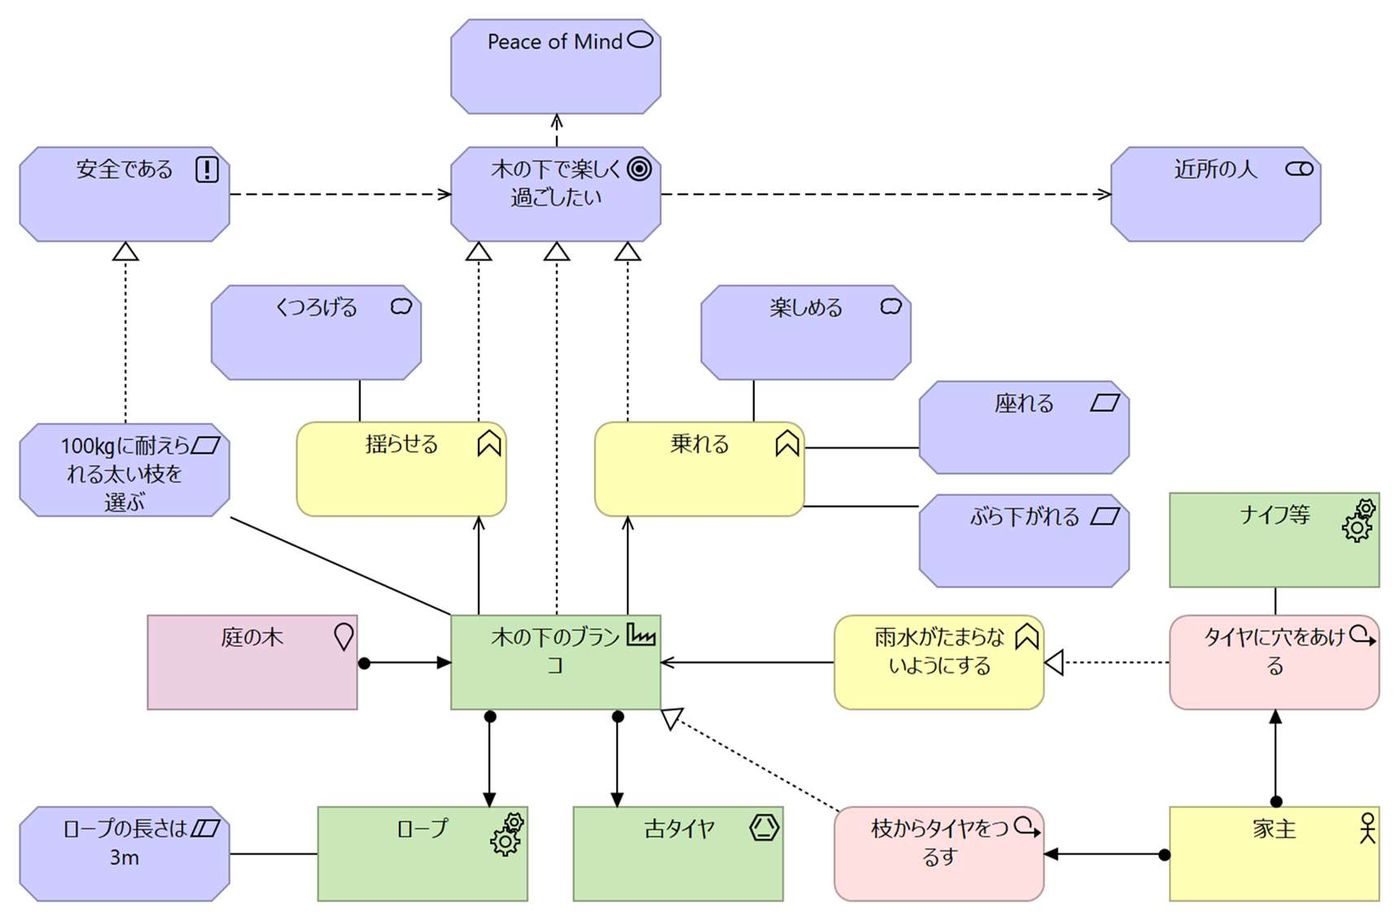 Peace of Mind
安全である
木の下で楽しく
過ごしたい
近所の人
くつろげる
楽しめる
座れる
100kgに耐えら
れる太い枝を
選ぶ
揺らせる
乗れる
ぶら下がれる
ナイフ等
庭の木
木の下のブラン
コ
雨水がたまらな
いようにする
タイヤに穴をあけ
る
ロープの長さは
3m
ロープ
古タイヤ
枝からタイヤをつ
るす
家主